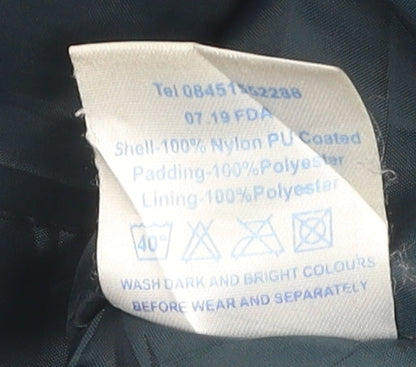 Tel 08451552288
07.19 FDA
Shell-100% Nylon PU Coated
Padding-100%Polyester
Lining-100%Polyester
40°
WASH DARK AND BRIGHT COLOURS
BEFORE WEAR AND SEPARATELY